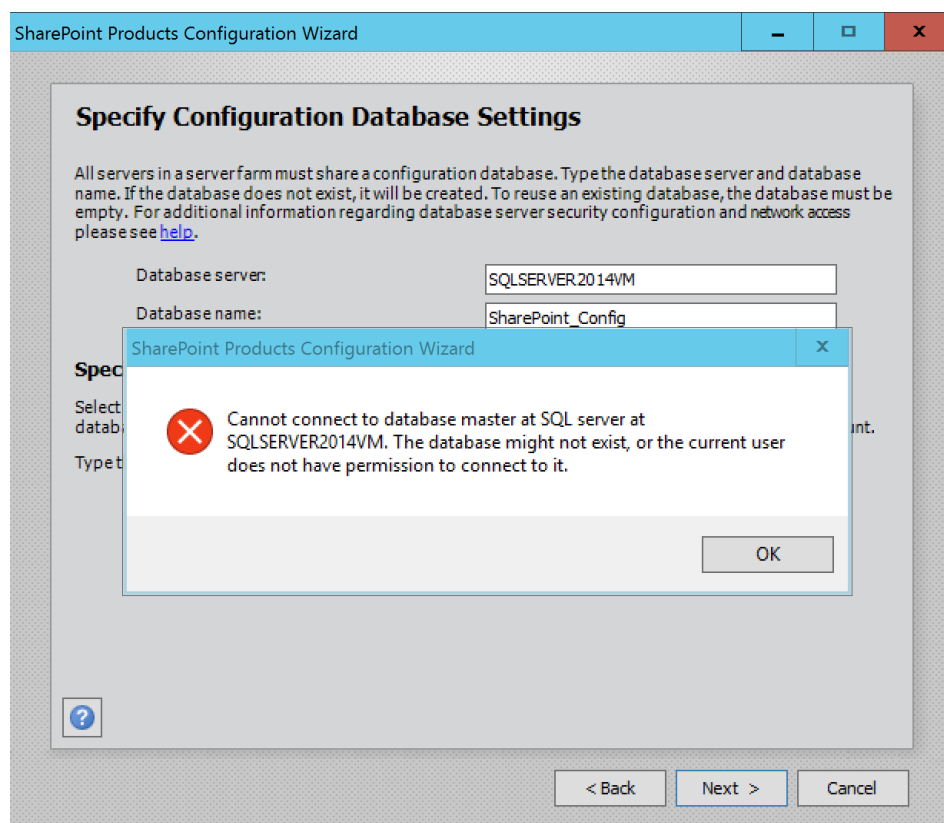 SharePoint Products Configuration Wizard
Specify Configuration Database Settings
All servers in a server farm must share a configuration database. Type the database server and database
name. If the database does not exist, it will be created. To reuse an existing database, the database must be
empty. For additional information regarding database server security configuration and network access
please see help.
Database server:
SQLSERVER2014VM
Database name:
SharePoint_Config
SharePoint Products Configuration Wizard
Cannot connect to database master at SQL server at
SQLSERVER2014VM. The database might not exist, or the current user
does not have permission to connect to it.
OK
Select
Type t
< Back
Next >
Cancel